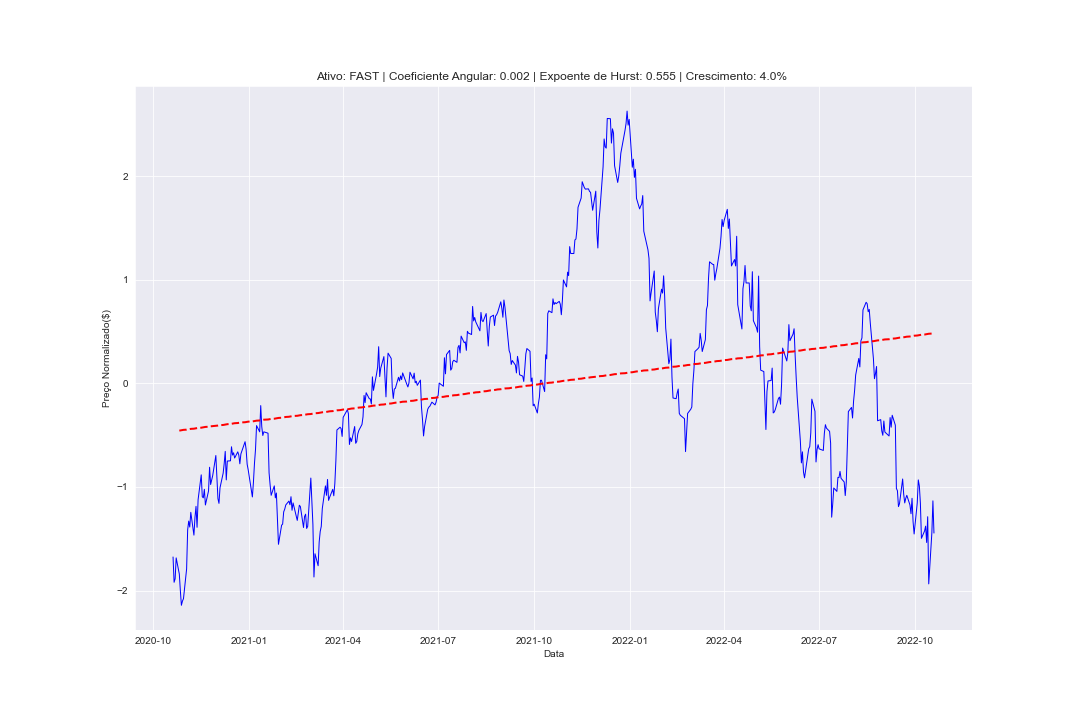 Ativo: FAST | Coeficiente Angular: 0.002 | Expoente de Hurst: 0.555 | Crescimento: 4.0%
Preço Normalizado($)
2
1
0
−1
−2
2020-10 2021-01 2021-04 2021-07 2021-10 2022-01 2022-04 2022-07 2022-10
Data